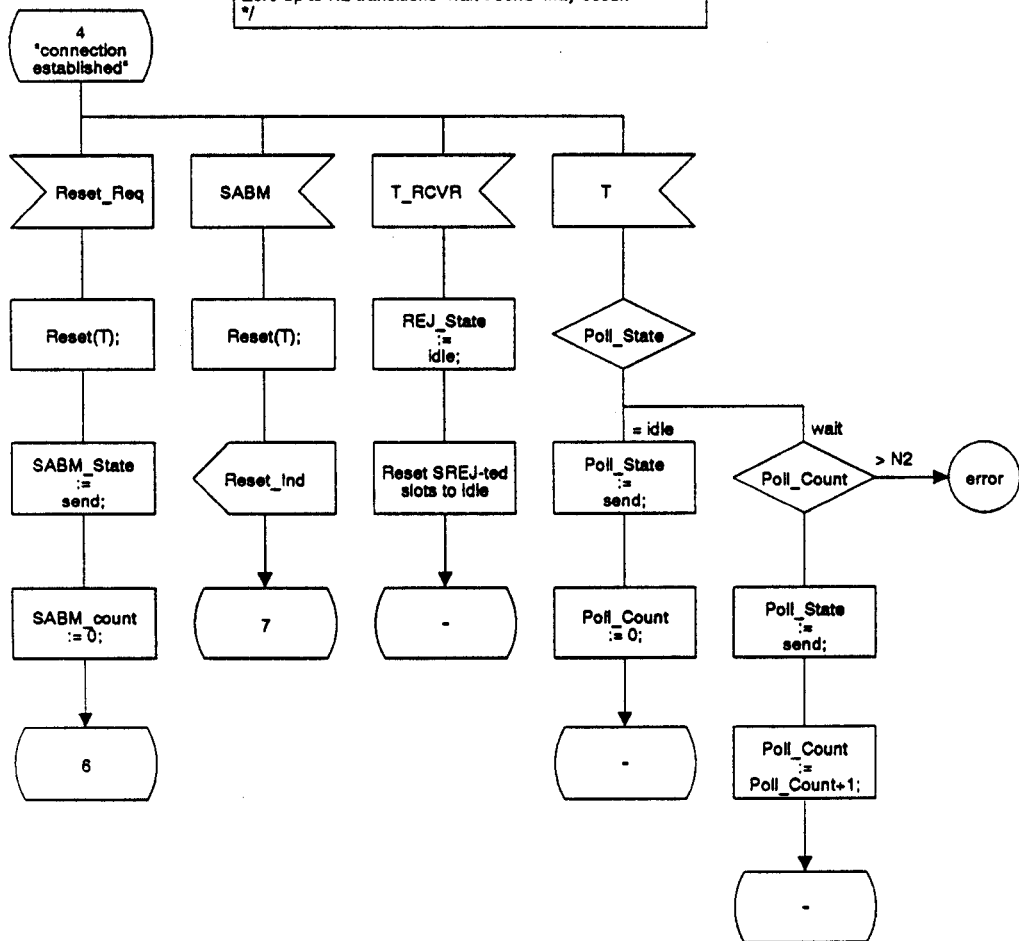 */
4
"connection
established"
Reset_Req
SABM
T_RCVR
T
Reset(T);
Reset(T);
REJ_State
:=
idle;
Poll_State
= idle
wait
SABM_State
:=
send;
Reset_Ind
Reset SREJ-ted
slots to idle
Poll_State
:=
send;
Poll_Count
> N2
error
SABM_count
:= 0;
7
-
Poll_Count
:= 0;
Poll_State
:=
send;
6
-
Poll_Count
:=
Poll_Count+1;
-